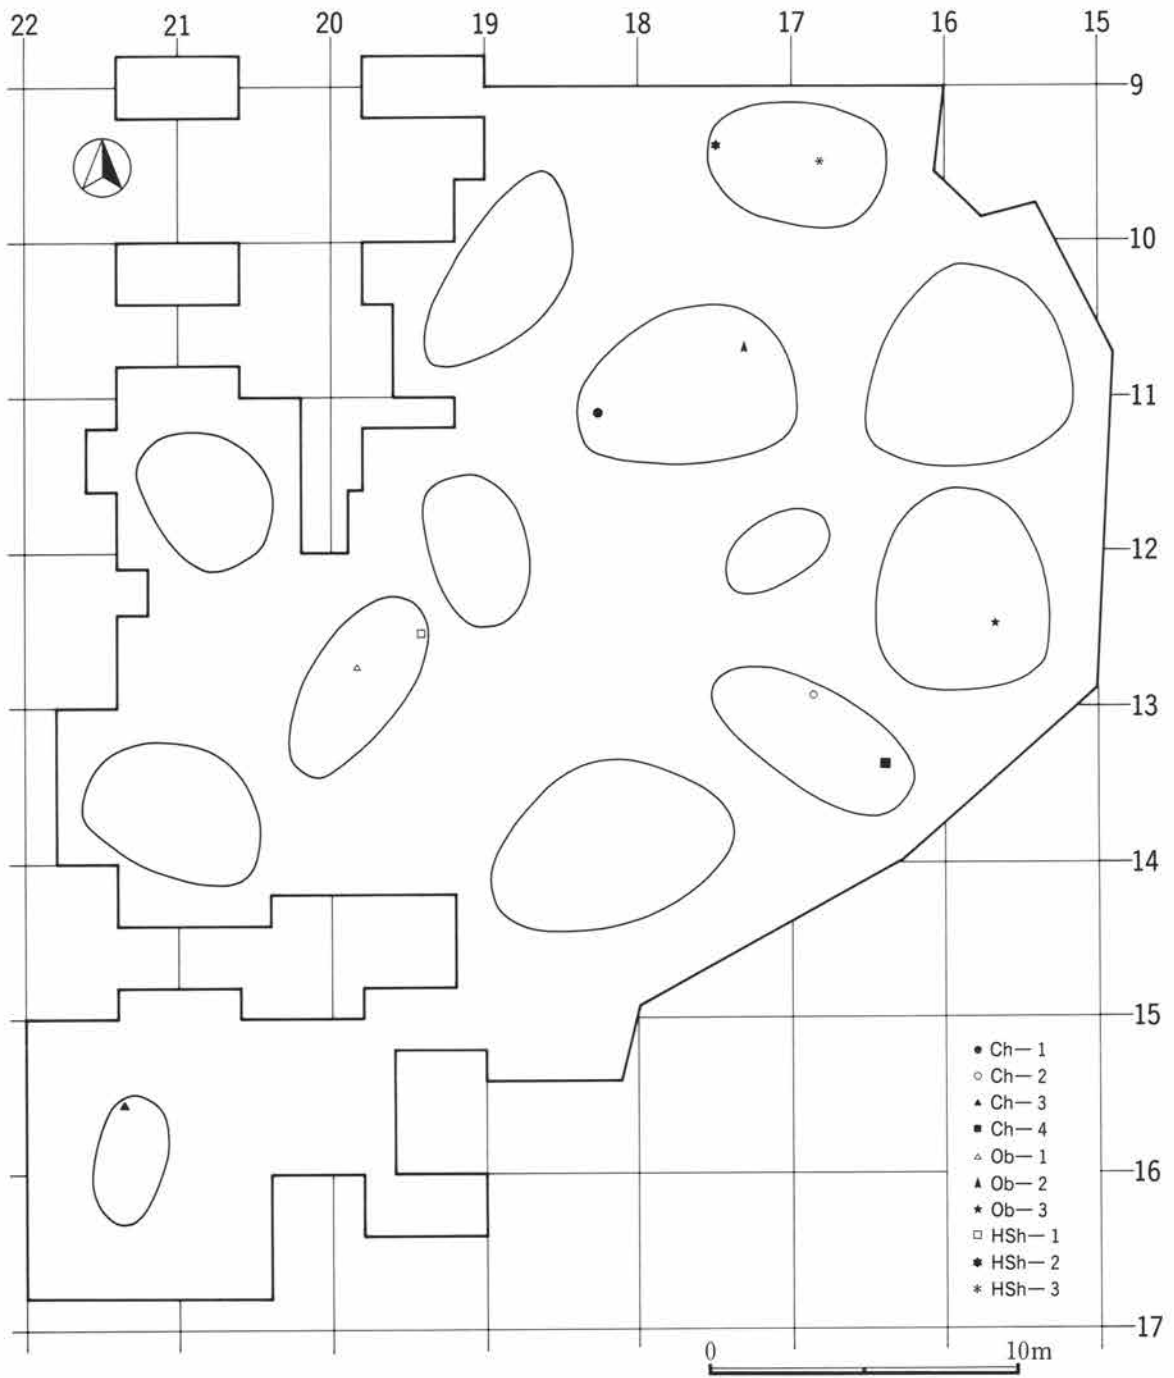 22 21 20 19 18 17 16 15
9
10
11
12
13
14
15
Ch— 1
Ch— 2
Ch— 3
Ch— 4
Ob— 1
Ob— 2
Ob— 3
HSh— 1
HSh— 2
HSh— 3
16
17
0 10m